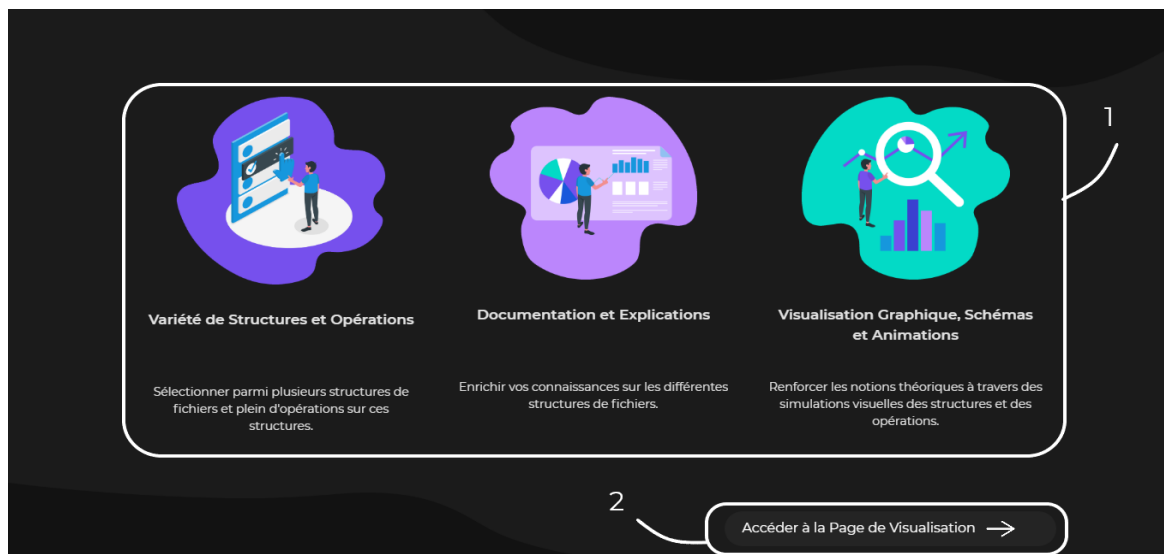 1
Variété de Structures et Opérations
Sélectionner parmi plusieurs structures de
fichiers et plein d'opérations sur ces
structures.
Documentation et Explications
Enrichir vos connaissances sur les différentes
structures de fichiers.
Visualisation Graphique, Schémas
et Animations
Renforcer les notions théoriques à travers des
simulations visuelles des structures et des
opérations.
2
Accéder à la Page de Visualisation